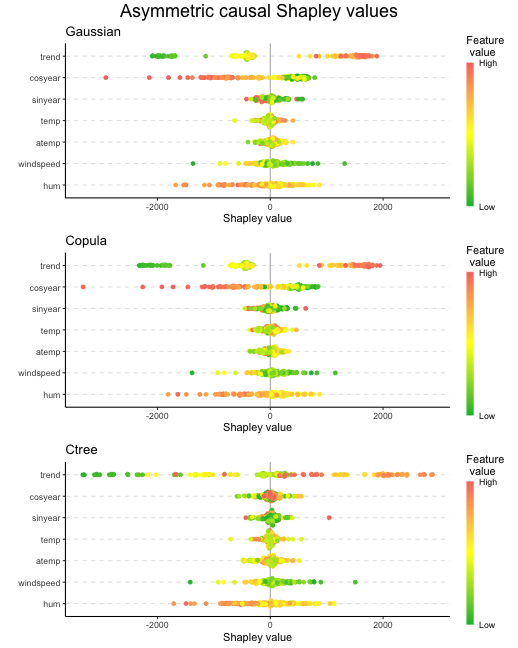 Asymmetric causal Shapley values
Gaussian
trend
cosyear
sinyear
temp
atemp
windspeed
hum
-2000 0 2000
Shapley value
Feature
value
High
Low
Copula
trend
cosyear
sinyear
temp
atemp
windspeed
hum
-2000 0 2000
Shapley value
Feature
value
High
Low
Ctree
trend
cosyear
sinyear
temp
atemp
windspeed
hum
-2000 0 2000
Shapley value
Feature
value
High
Low